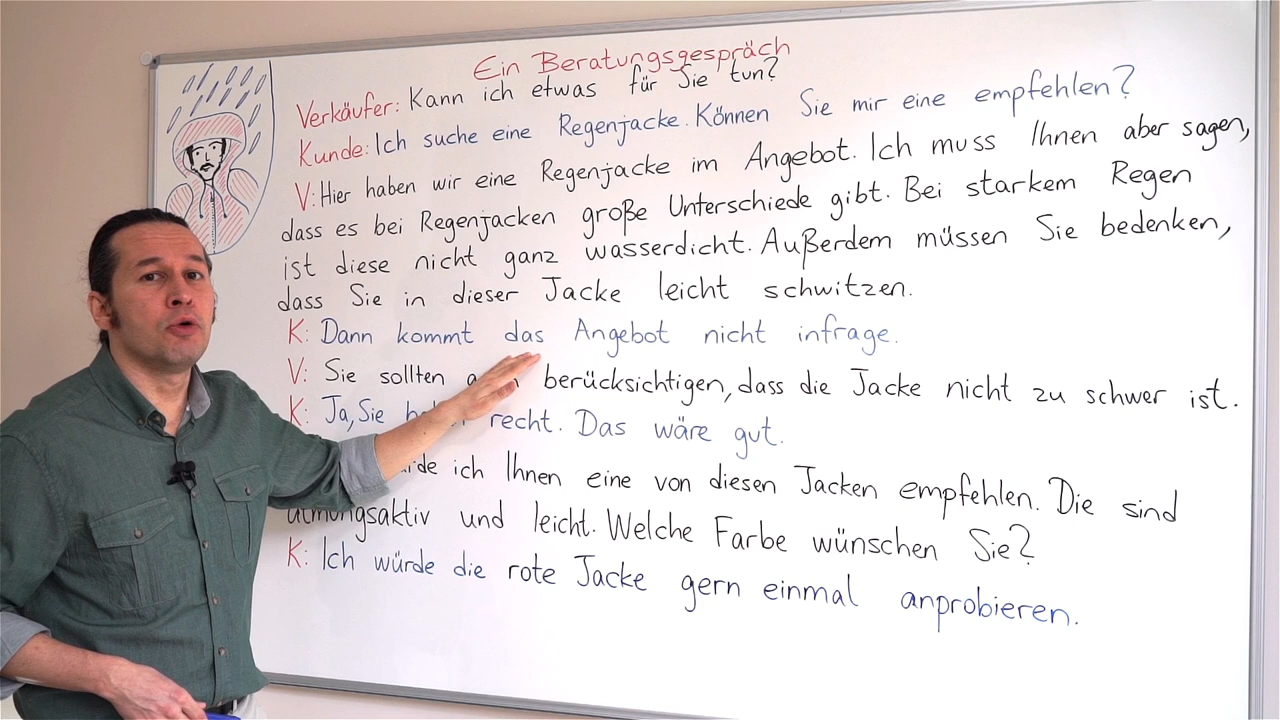 Ein Beratungsgespräch
Verkäufer: Kann ich etwas für Sie tun?
Kunde: Ich suche eine Regenjacke. Können Sie mir eine empfehlen?
V: Hier haben wir eine Regenjacke im Angebot. Ich muss Ihnen aber sagen,
dass es bei Regenjacken große Unterschiede gibt. Bei starkem Regen
ist diese nicht ganz wasserdicht. Außerdem müssen Sie bedenken,
dass Sie in dieser Jacke leicht schwitzen.
K: Dann kommt das Angebot nicht infrage.
V: Sie sollten berücksichtigen, dass die Jacke nicht zu schwer ist.
K: Ja, Sie recht. Das wäre gut.
ich Ihnen eine von diesen Jacken empfehlen. Die sind
atmungsaktiv und leicht. Welche Farbe wünschen Sie?
K: Ich würde die rote Jacke gern einmal anprobieren.